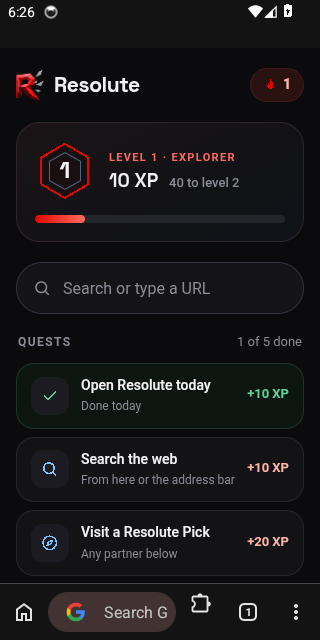 6:26
Resolute
1
1
LEVEL 1 · EXPLORER
10 XP 40 to level 2
Search or type a URL
QUESTS 1 of 5 done
Open Resolute today
Done today
+10 XP
Search the web
From here or the address bar
+10 XP
Visit a Resolute Pick
Any partner below
+20 XP
Search G
1